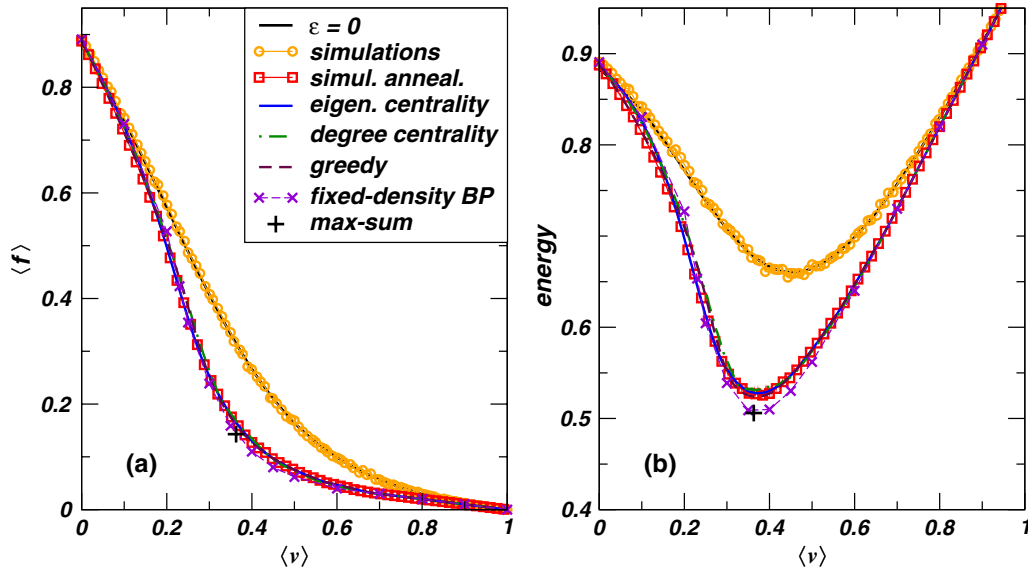 ε = 0
simulations
simul. anneal.
eigen. centrality
degree centrality
greedy
fixed-density BP
max-sum
⟨f⟩
0.8
0.6
0.4
0.2
0
(a)
0 0.2 0.4 0.6 0.8 1
⟨v⟩
energy
0.9
0.8
0.7
0.6
0.5
0.4
(b)
0 0.2 0.4 0.6 0.8 1
⟨v⟩